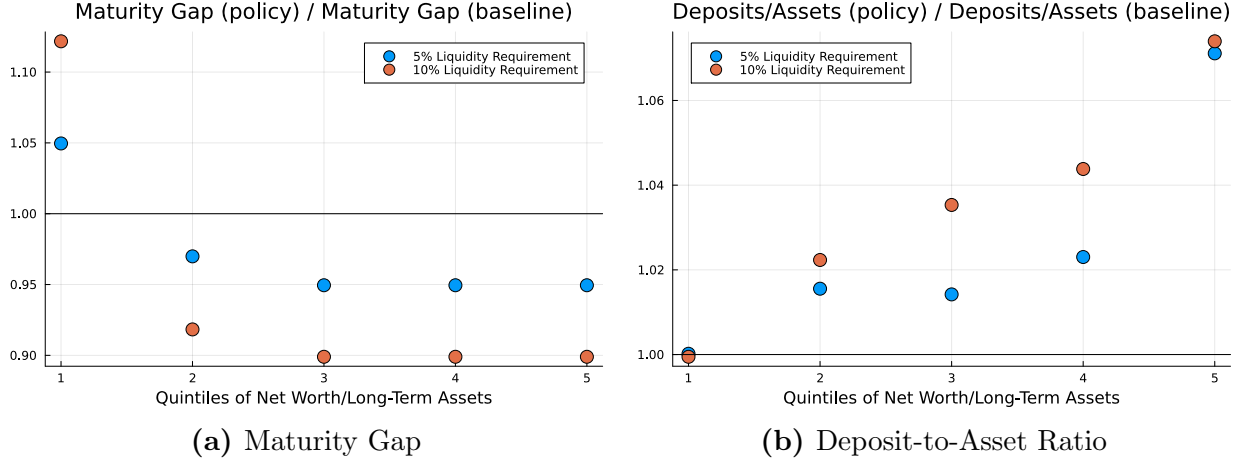 Maturity Gap (policy) / Maturity Gap (baseline)
5% Liquidity Requirement
10% Liquidity Requirement
1.10
1.05
1.00
0.95
0.90
1 2 3 4 5
Quintiles of Net Worth/Long-Term Assets
(a) Maturity Gap
Deposits/Assets (policy) / Deposits/Assets (baseline)
5% Liquidity Requirement
10% Liquidity Requirement
1.06
1.04
1.02
1.00
1 2 3 4 5
Quintiles of Net Worth/Long-Term Assets
(b) Deposit-to-Asset Ratio